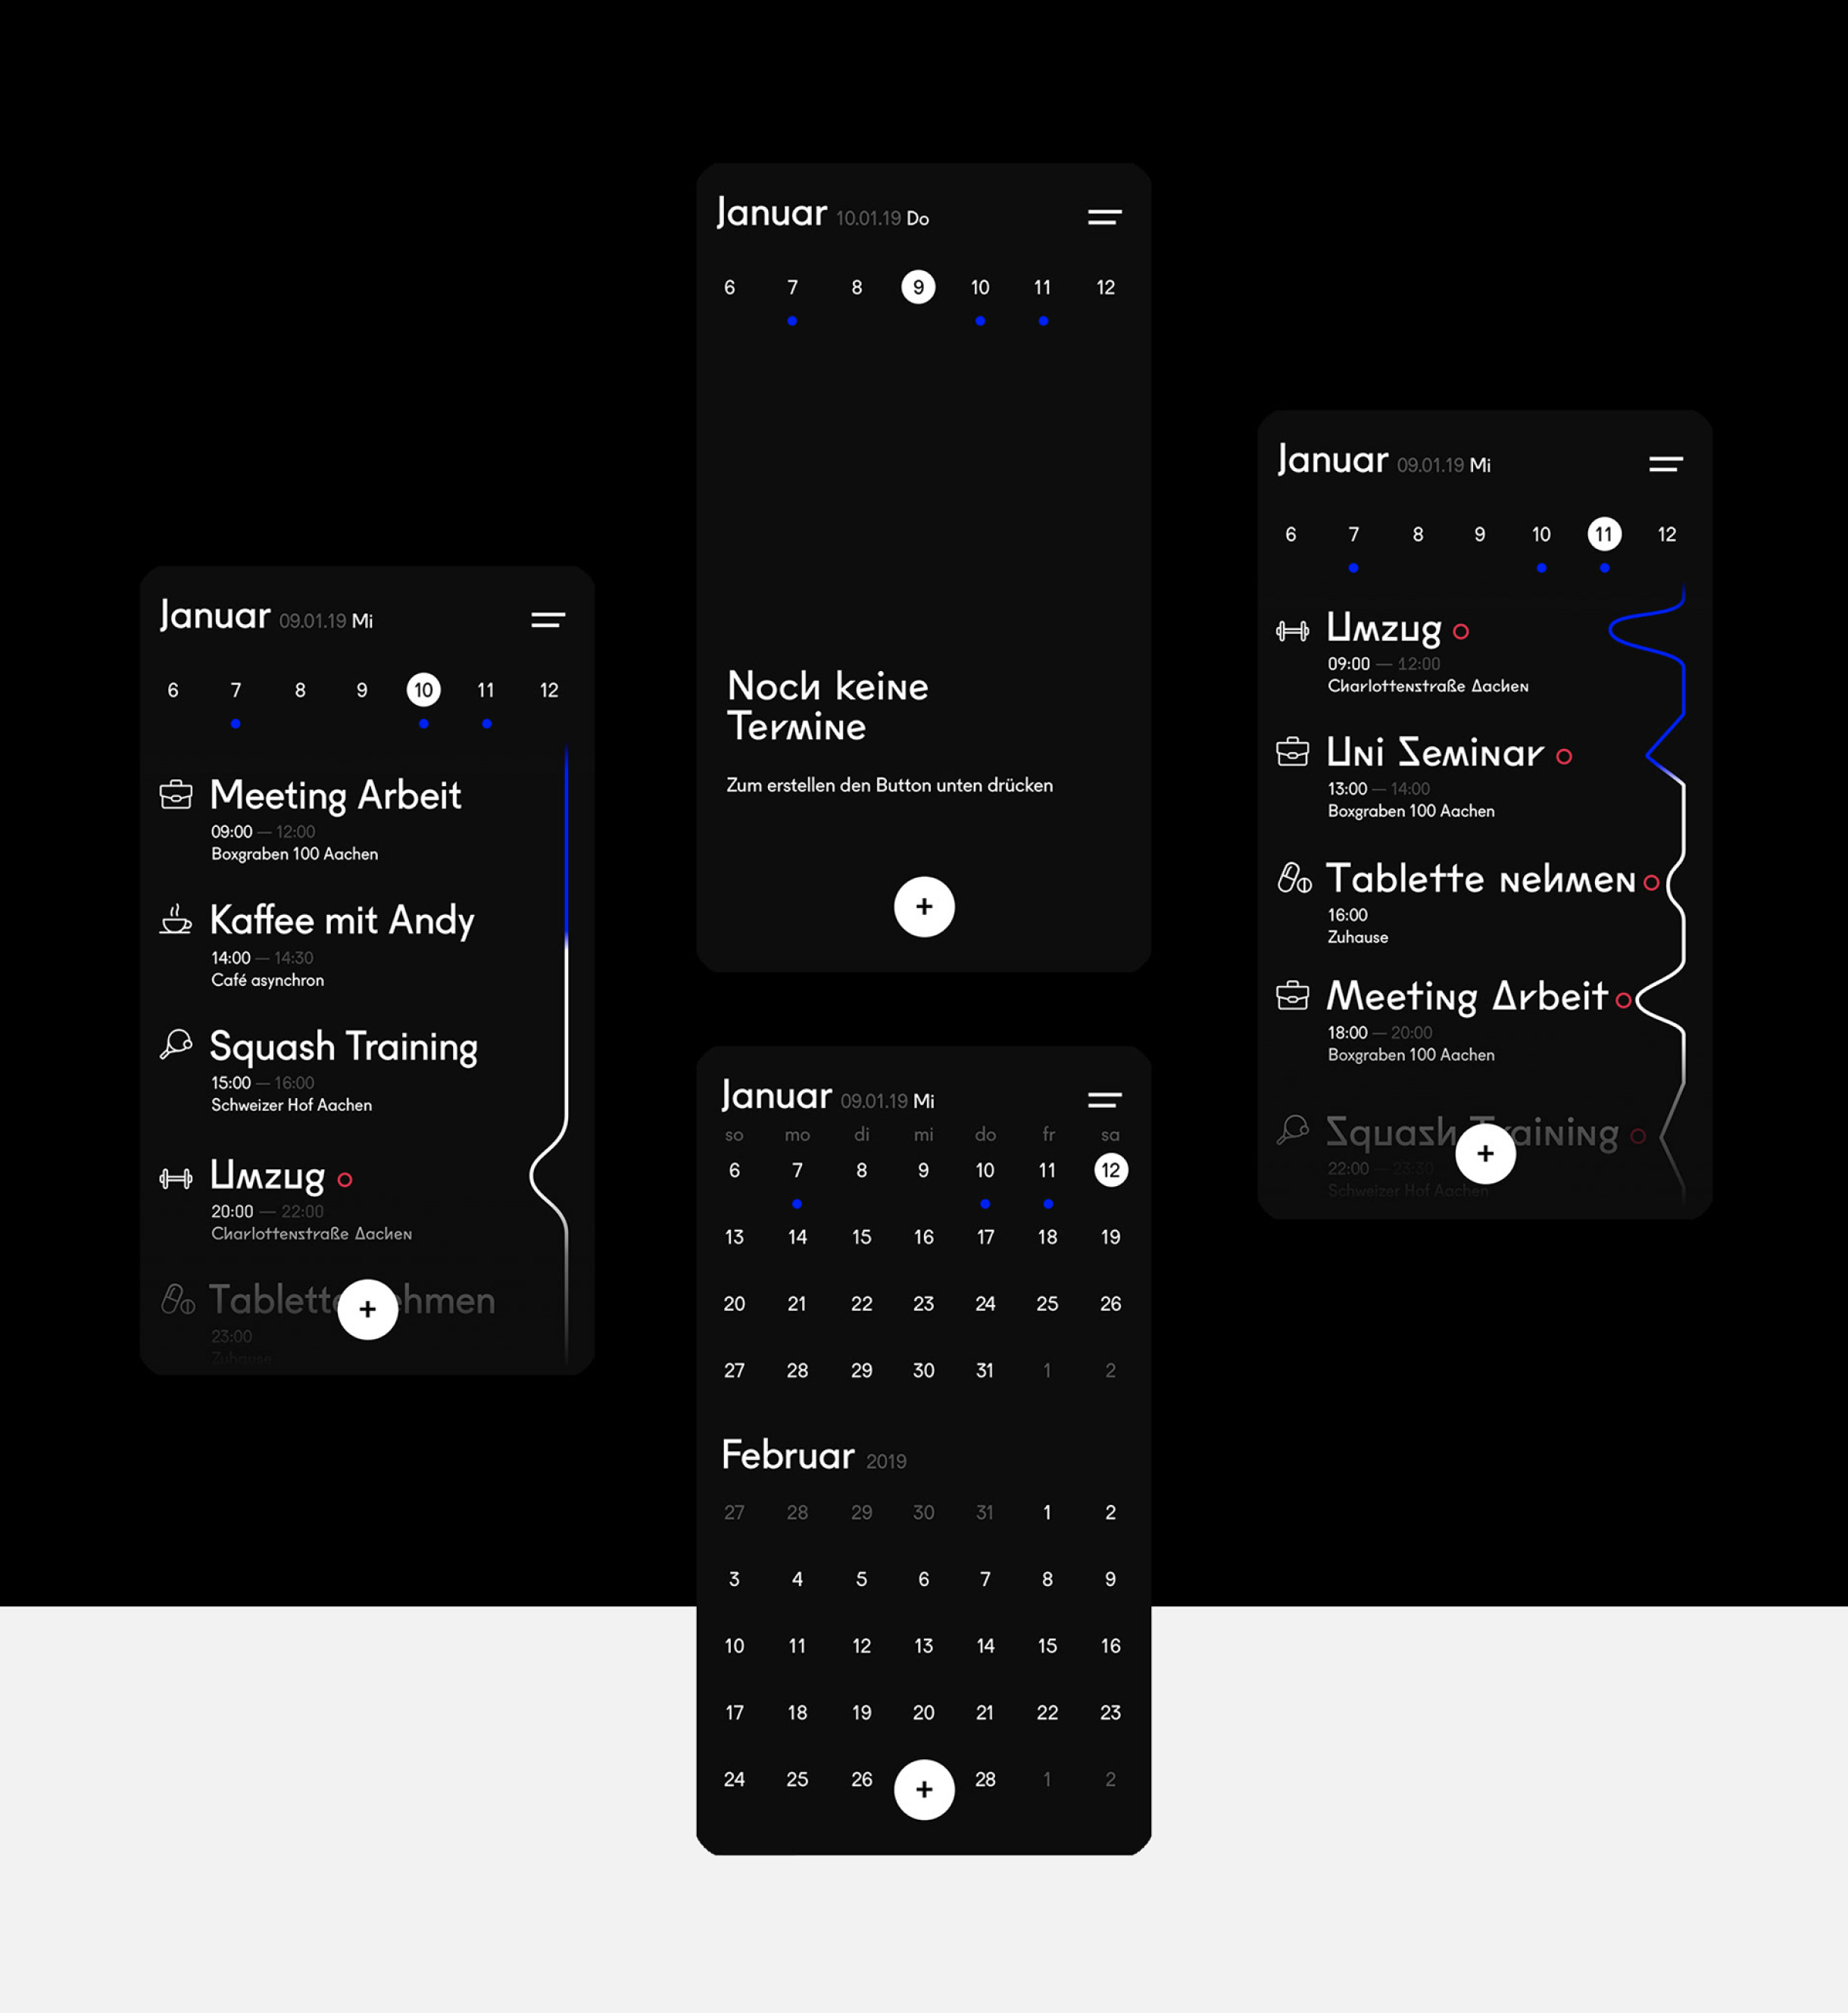 Januar 10.01.19 Do
6 7 8 9 10 11 12
Noch keine
Termine
Zum erstellen den Button unten drücken
+
Januar 09.01.19 Mi
6 7 8 9 10 11 12
Meeting Arbeit
09:00 — 12:00
Boxgraben 100 Aachen
Kaffee mit Andy
14:00 — 14:30
Café asynchron
Squash Training
15:00 — 16:00
Schweizer Hof Aachen
Umzug
20:00 — 22:00
Charlottenstraße Aachen
Tablette ehmen
+
23:00
Zuhause
Januar 09.01.19 Mi
so mo di mi do fr sa
6 7 8 9 10 11 12
13 14 15 16 17 18 19
20 21 22 23 24 25 26
27 28 29 30 31 1 2
Februar 2019
27 28 29 30 31 1 2
3 4 5 6 7 8 9
10 11 12 13 14 15 16
17 18 19 20 21 22 23
24 25 26 + 28 1 2
Januar 09.01.19 Mi
6 7 8 9 10 11 12
Umzug
09:00 — 12:00
Charlottenstraße Aachen
Uni Seminar
13:00 — 14:00
Boxgraben 100 Aachen
Tablette nehmen
16:00
Zuhause
Meeting Arbeit
18:00 — 20:00
Boxgraben 100 Aachen
Squash Training
+
22:00 — 23:30
Schweizer Hof Aachen